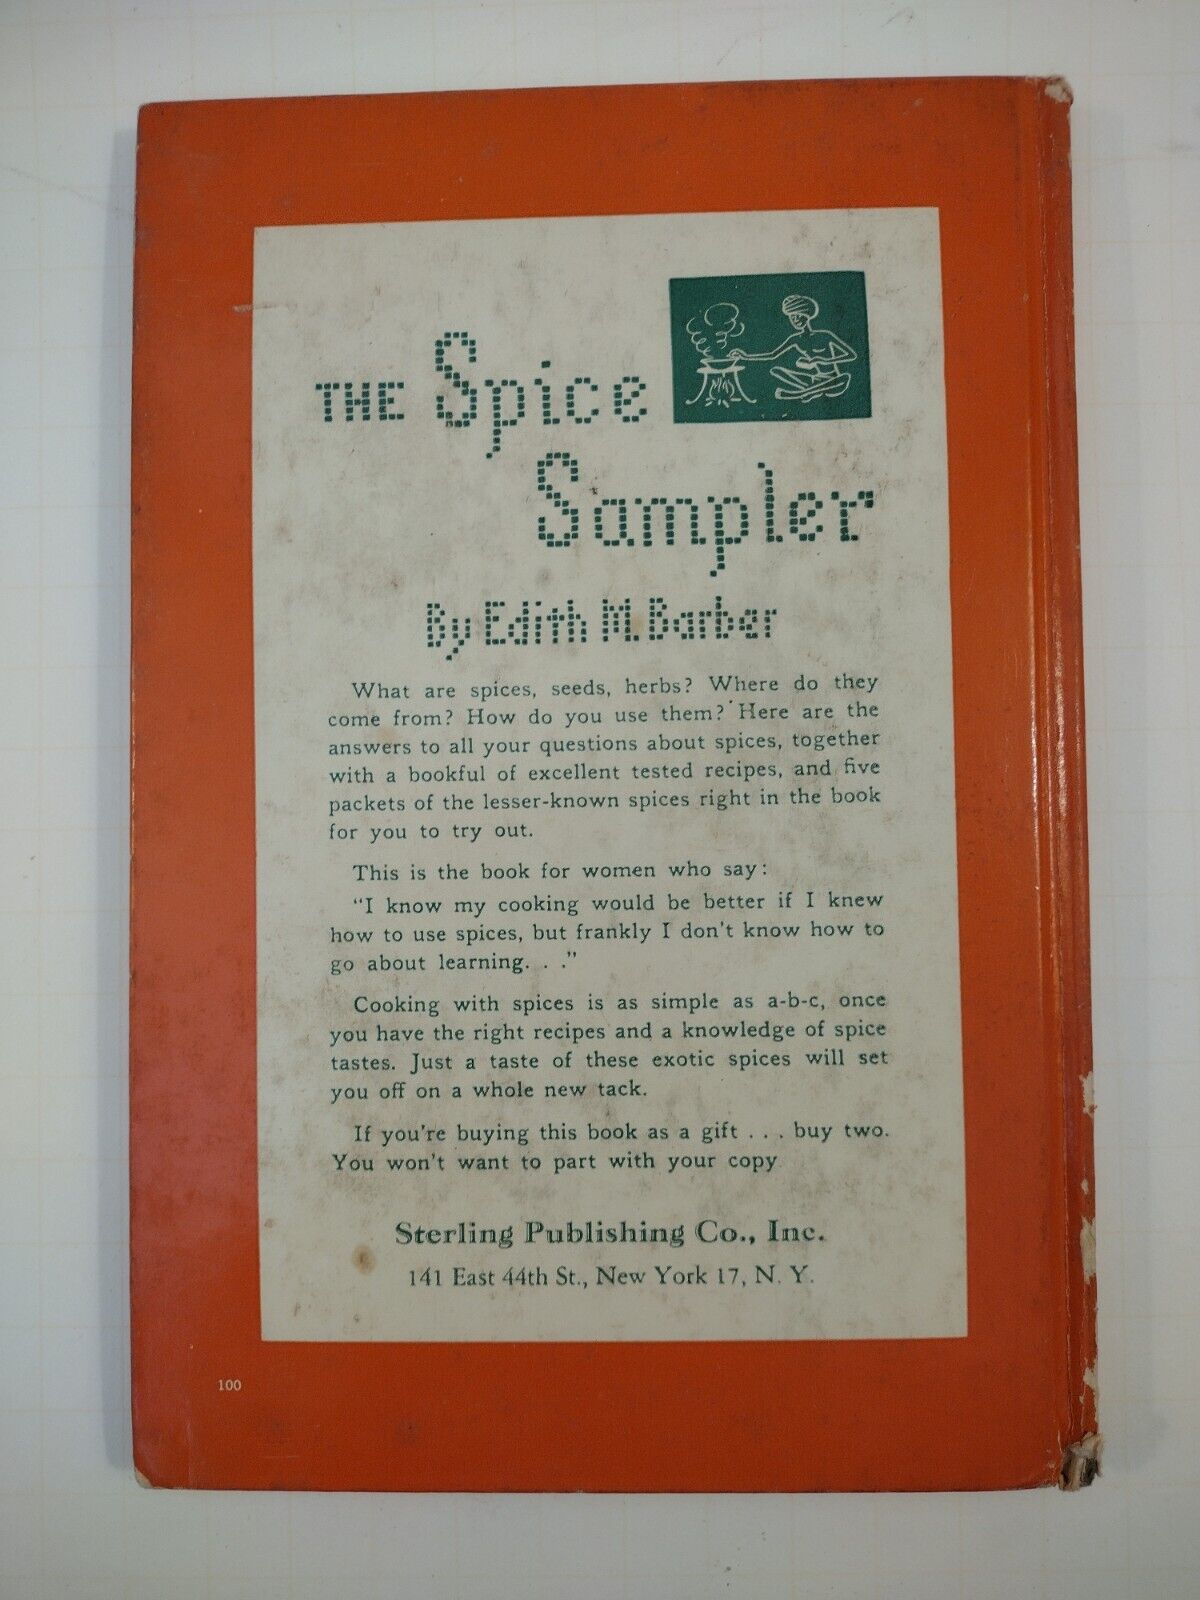 THE Spice
Sampler
By Edith M. Barber
What are spices, seeds, herbs? Where do they
come from? How do you use them? Here are the
answers to all your questions about spices, together
with a bookful of excellent tested recipes, and five
packets of the lesser-known spices right in the book
for you to try out.
This is the book for women who say:
"I know my cooking would be better if I knew
how to use spices, but frankly I don't know how to
go about learning. . ."
Cooking with spices is as simple as a-b-c, once
you have the right recipes and a knowledge of spice
tastes. Just a taste of these exotic spices will set
you off on a whole new tack.
If you're buying this book as a gift . . . buy two.
You won't want to part with your copy
Sterling Publishing Co., Inc.
141 East 44th St., New York 17, N. Y.
100